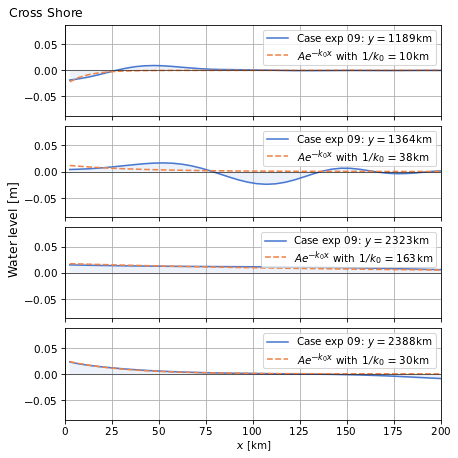 Cross Shore
0.05
0.00
−0.05
Case exp 09: y = 1189km
Ae^{−k₀x} with 1/k₀ = 10km
0.05
0.00
−0.05
Case exp 09: y = 1364km
Ae^{−k₀x} with 1/k₀ = 38km
Water level [m]
0.05
0.00
−0.05
Case exp 09: y = 2323km
Ae^{−k₀x} with 1/k₀ = 163km
0.05
0.00
−0.05
Case exp 09: y = 2388km
Ae^{−k₀x} with 1/k₀ = 30km
0 25 50 75 100 125 150 175 200
x [km]